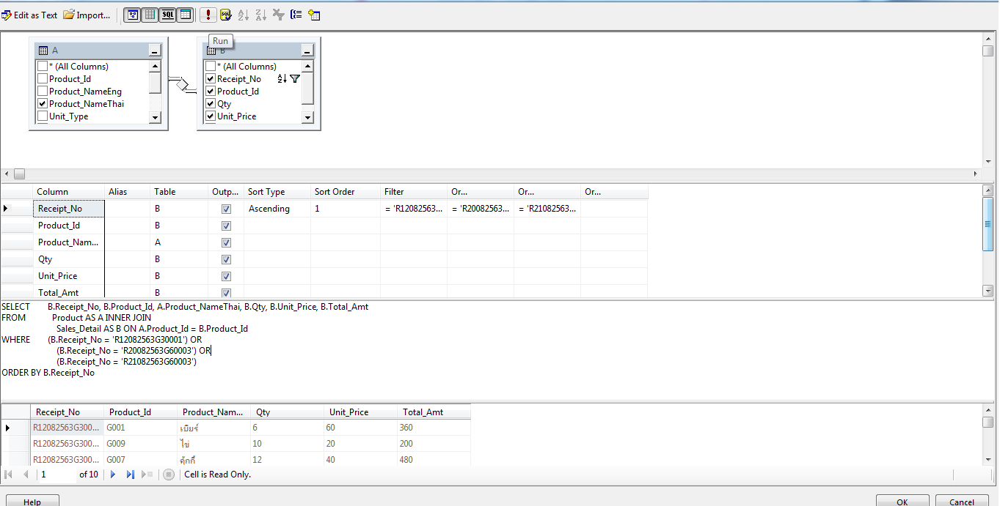 Edit as Text Import... SQL SQL
Run
A
B
* (All Columns)
Product_Id
Product_NameEng
Product_NameThai
Unit_Type
* (All Columns)
Receipt_No
Product_Id
Qty
Unit_Price
Column Alias Table Outp... Sort Type Sort Order Filter Or... Or... Or...
Receipt_No B Ascending 1 = 'R12082563... = 'R20082563... = 'R21082563...
Product_Id B
Product_Nam... A
Qty B
Unit_Price B
Total_Amt B
SELECT B.Receipt_No, B.Product_Id, A.Product_NameThai, B.Qty, B.Unit_Price, B.Total_Amt
FROM Product AS A INNER JOIN
Sales_Detail AS B ON A.Product_Id = B.Product_Id
WHERE (B.Receipt_No = 'R12082563G30001') OR
(B.Receipt_No = 'R20082563G60003') OR
(B.Receipt_No = 'R21082563G60003')
ORDER BY B.Receipt_No
Receipt_No Product_Id Product_Nam... Qty Unit_Price Total_Amt
R12082563G300... G001 เบียร์ 6 60 360
R12082563G300... G009 ไข่ 10 20 200
R12082563G300... G007 คุ้กกี้ 12 40 480
1 of 10 Cell is Read Only.
Help OK Cancel